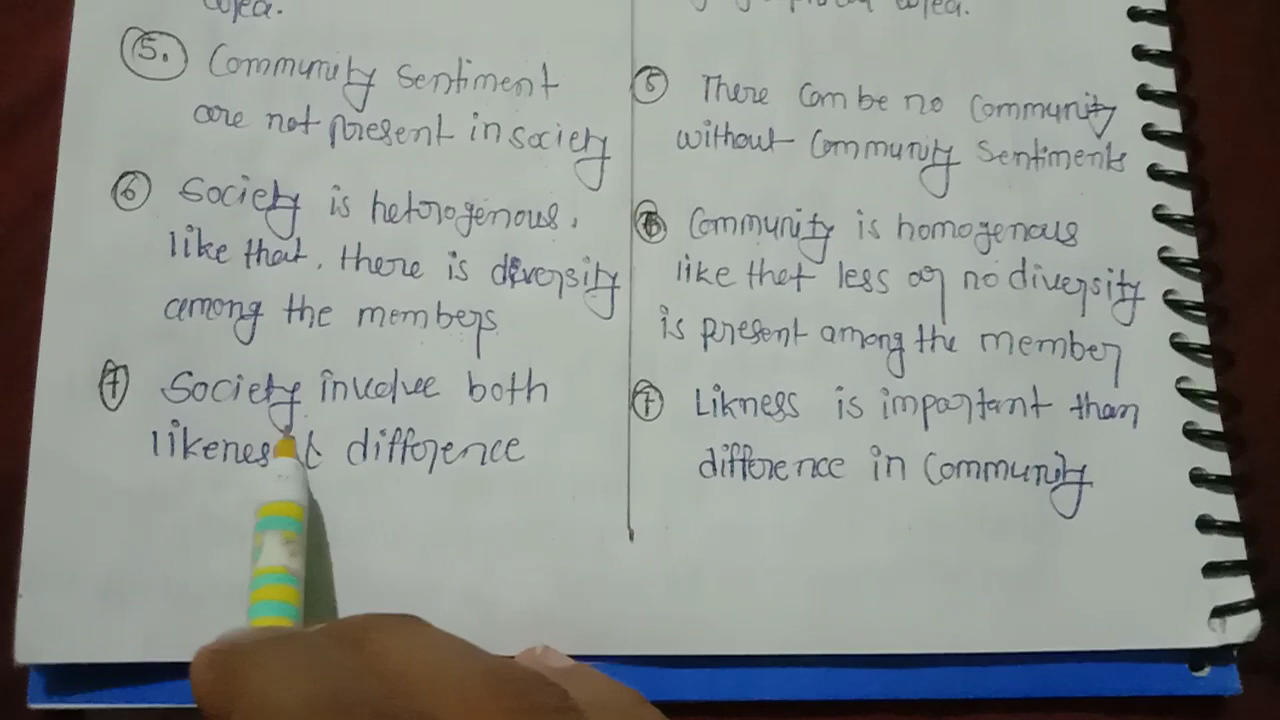 area.
5. Community Sentiment
are not present in society
6 Society is heterogenous.
like that, there is diversity
among the members
7 Society involve both
likenes t difference
area.
5 There can be no Community
without Community Sentiments
6 Community is homogenous
like that less or no diversity
is present among the member
7 Likness is important than
difference in Community